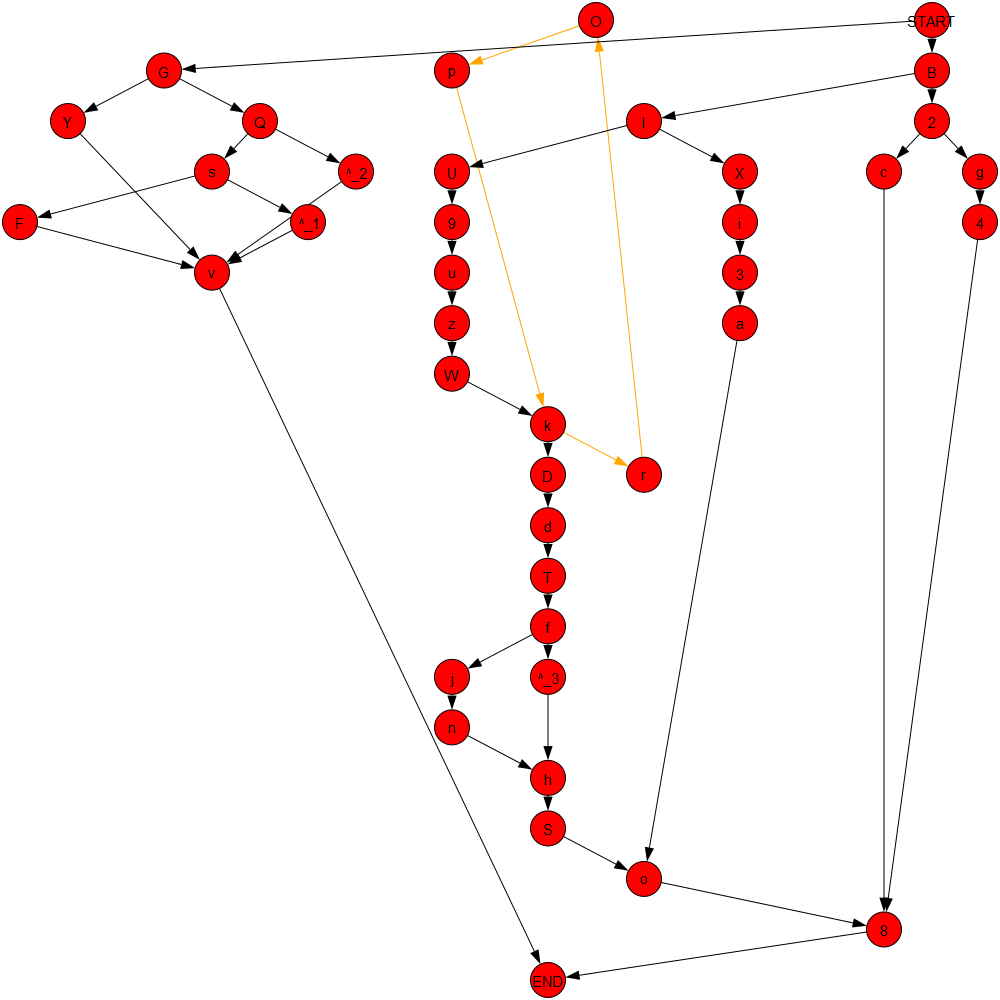 O START
G p B
Y Q I 2
s ^_2 U X c g
F ^_1 9 i 4
v u 3
z a
W
k
D r
d
T
f
j ^_3
n
h
S
o
8
END